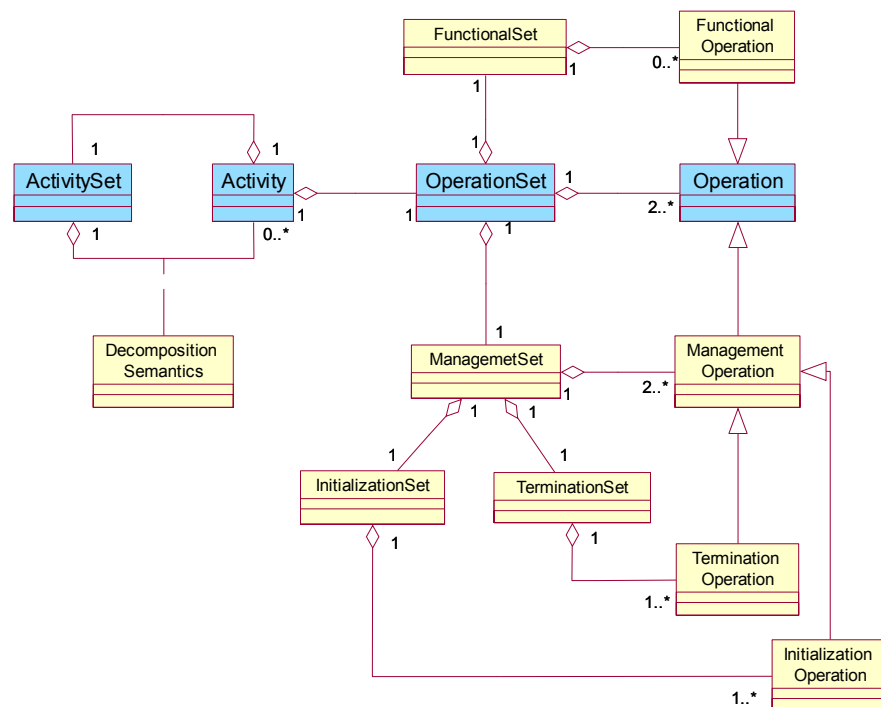 FunctionalSet
Functional
Operation
1
0..*
1
1
1
1
1
ActivitySet
Activity
OperationSet
Operation
1
0..*
1
1
1
2..*
1
Decomposition
Semantics
ManagemetSet
Management
Operation
1
2..*
1
1
1
1
InitializationSet
TerminationSet
1
1
Termination
Operation
1..*
Initialization
Operation
1..*